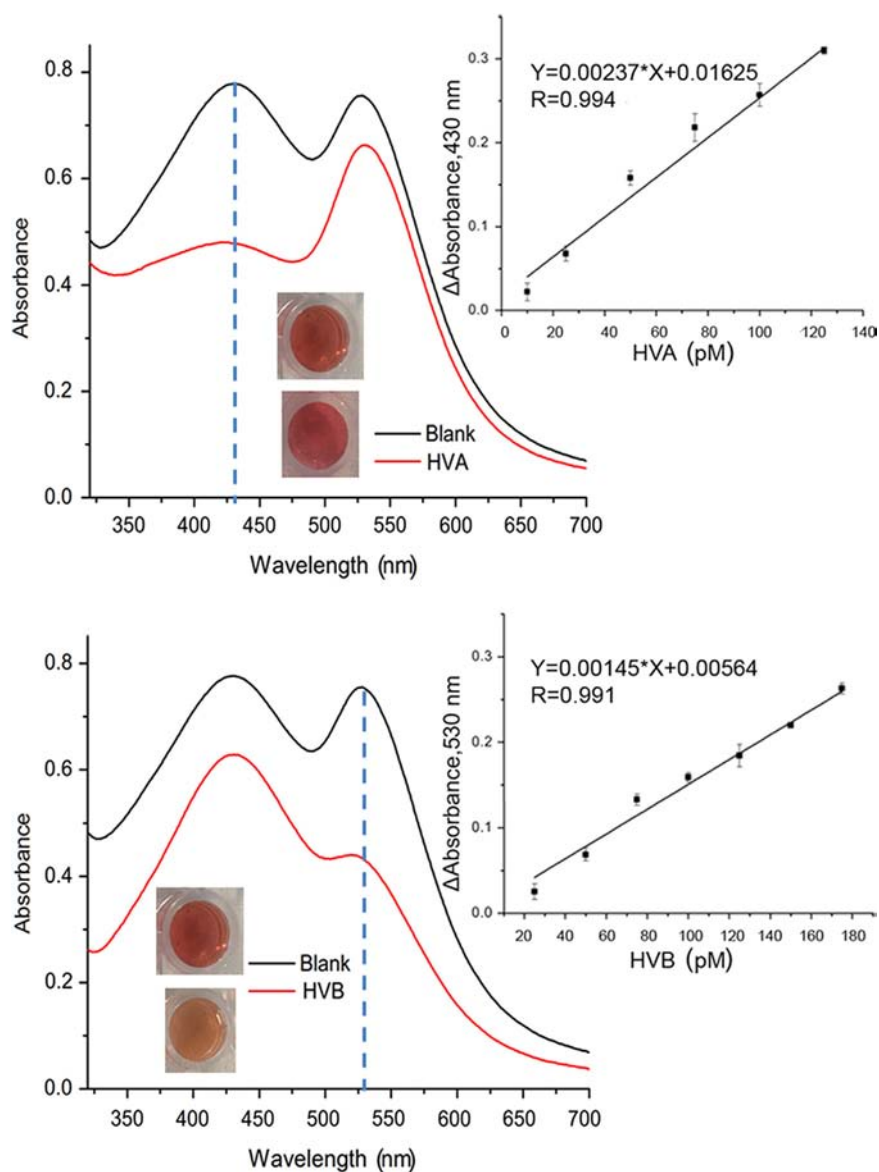 0.8
0.6
0.4
0.2
0.0
Absorbance
350 400 450 500 550 600 650 700
Wavelength (nm)
Blank
HVA
Y=0.00237*X+0.01625
R=0.994
0.3
0.2
0.1
0.0
ΔAbsorbance,430 nm
0 20 40 60 80 100 120 140
HVA (pM)
0.8
0.6
0.4
0.2
0.0
Absorbance
350 400 450 500 550 600 650 700
Wavelength (nm)
Blank
HVB
Y=0.00145*X+0.00564
R=0.991
0.3
0.2
0.1
0.0
ΔAbsorbance,530 nm
20 40 60 80 100 120 140 160 180
HVB (pM)